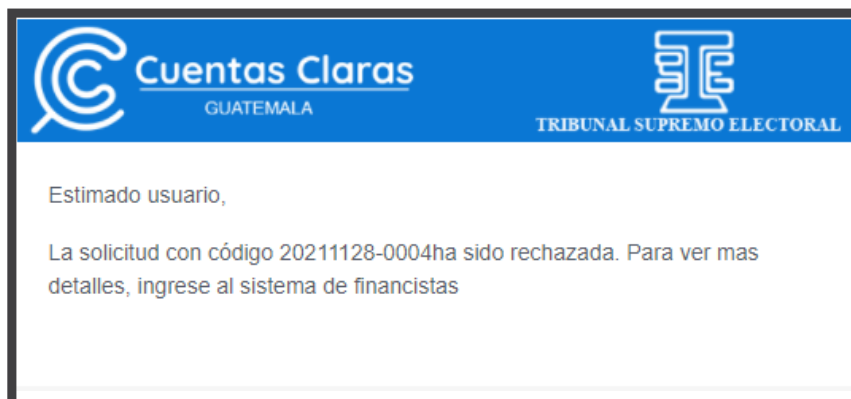 Cuentas Claras
GUATEMALA
TRIBUNAL SUPREMO ELECTORAL
Estimado usuario,
La solicitud con código 20211128-0004ha sido rechazada. Para ver mas
detalles, ingrese al sistema de financistas